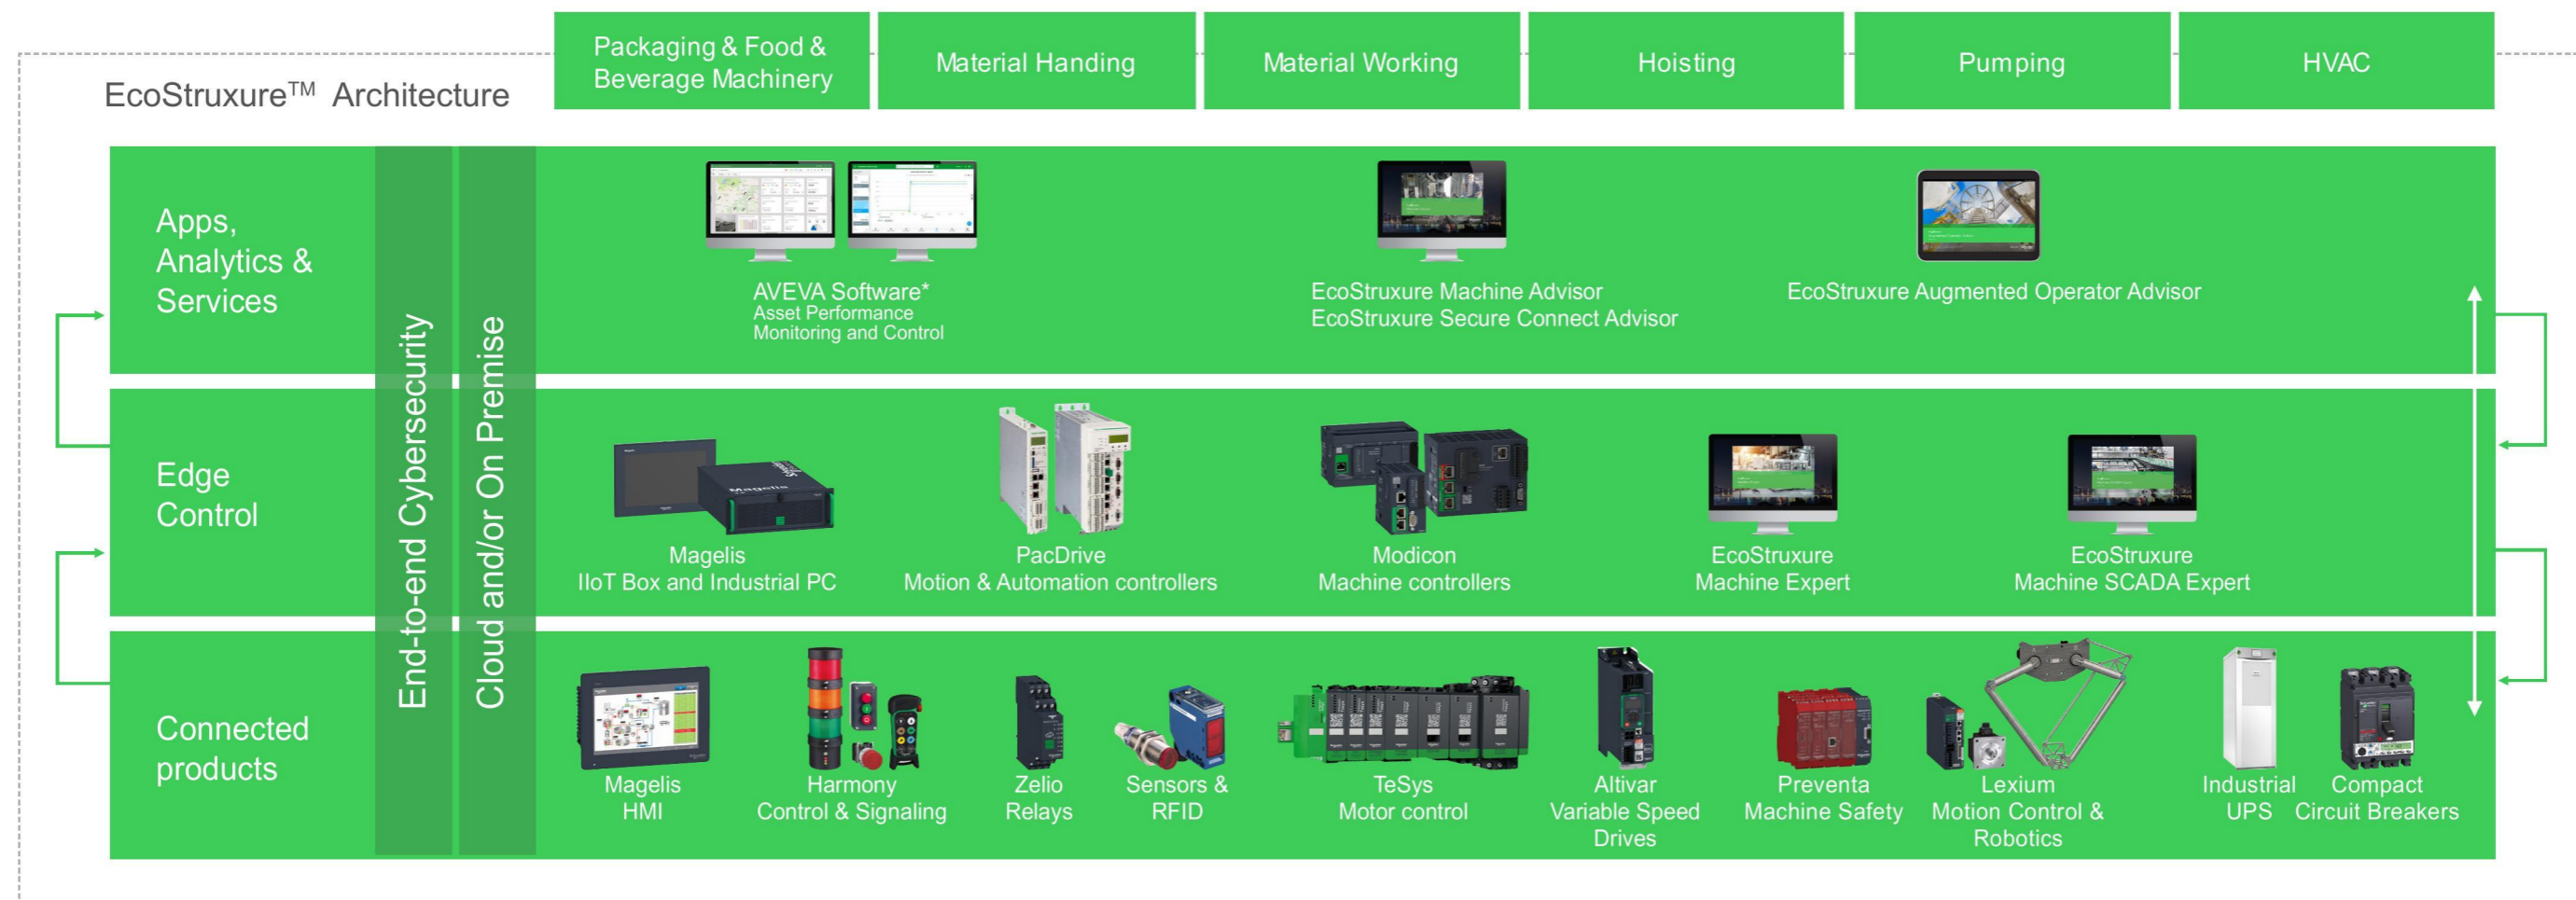 Packaging & Food &
Beverage Machinery
Material Handing
Material Working
Hoisting
Pumping
HVAC
EcoStruxure™ Architecture
Apps,
Analytics &
Services
End-to-end Cybersecurity
Cloud and/or On Premise
AVEVA Software*
Asset Performance
Monitoring and Control
EcoStruxure Machine Advisor
EcoStruxure Secure Connect Advisor
EcoStruxure Augmented Operator Advisor
Edge
Control
Magelis
Magelis
IIoT Box and Industrial PC
PacDrive
Motion & Automation controllers
Modicon
Machine controllers
EcoStruxure
Machine Expert
EcoStruxure
Machine SCADA Expert
Connected
products
Magelis
HMI
Harmony
Control & Signaling
Zelio
Relays
Sensors &
RFID
TeSys
Motor control
Altivar
Variable Speed
Drives
Preventa
Machine Safety
Lexium
Motion Control &
Robotics
Industrial
UPS
Compact
Circuit Breakers